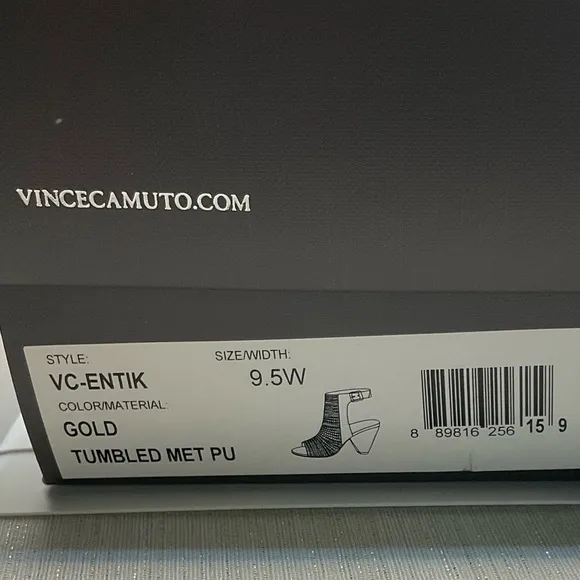 VINCECAMUTO.COM
STYLE: SIZE/WIDTH:
VC-ENTIK 9.5W
COLOR/MATERIAL:
GOLD
TUMBLED MET PU
8 89816 256 15 9